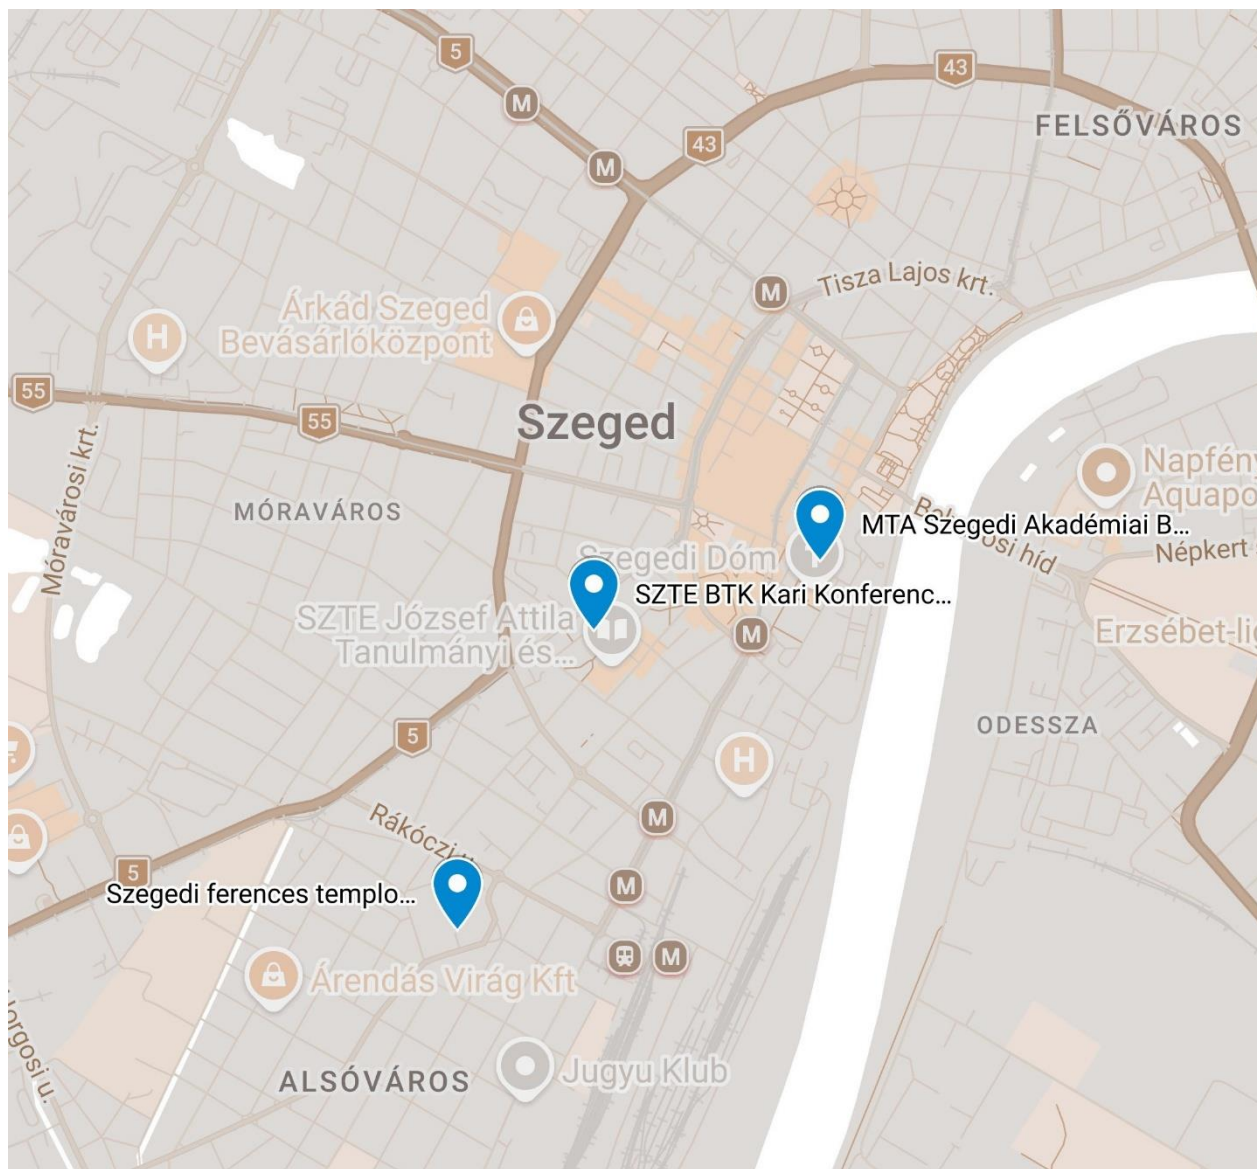 5
43
M
FELSŐVÁROS
43
M
Tisza Lajos krt.
M
Árkád Szeged
Bevásárlóközpont
H
55
55
Szeged
Móravárosi krt.
MÓRAVÁROS
Napfény
Aquapo
MTA Szegedi Akadémiai B...
Népkert
Szegedi Dóm
SZTE BTK Kari Konferenc...
SZTE József Attila
Tanulmányi és...
M
Erzsébet-lig
ODESSZA
5
H
Rákóczi u.
M
5
M
Szegedi ferences templo...
M
Árendás Virág Kft
Jugyu Klub
ALSÓVÁROS